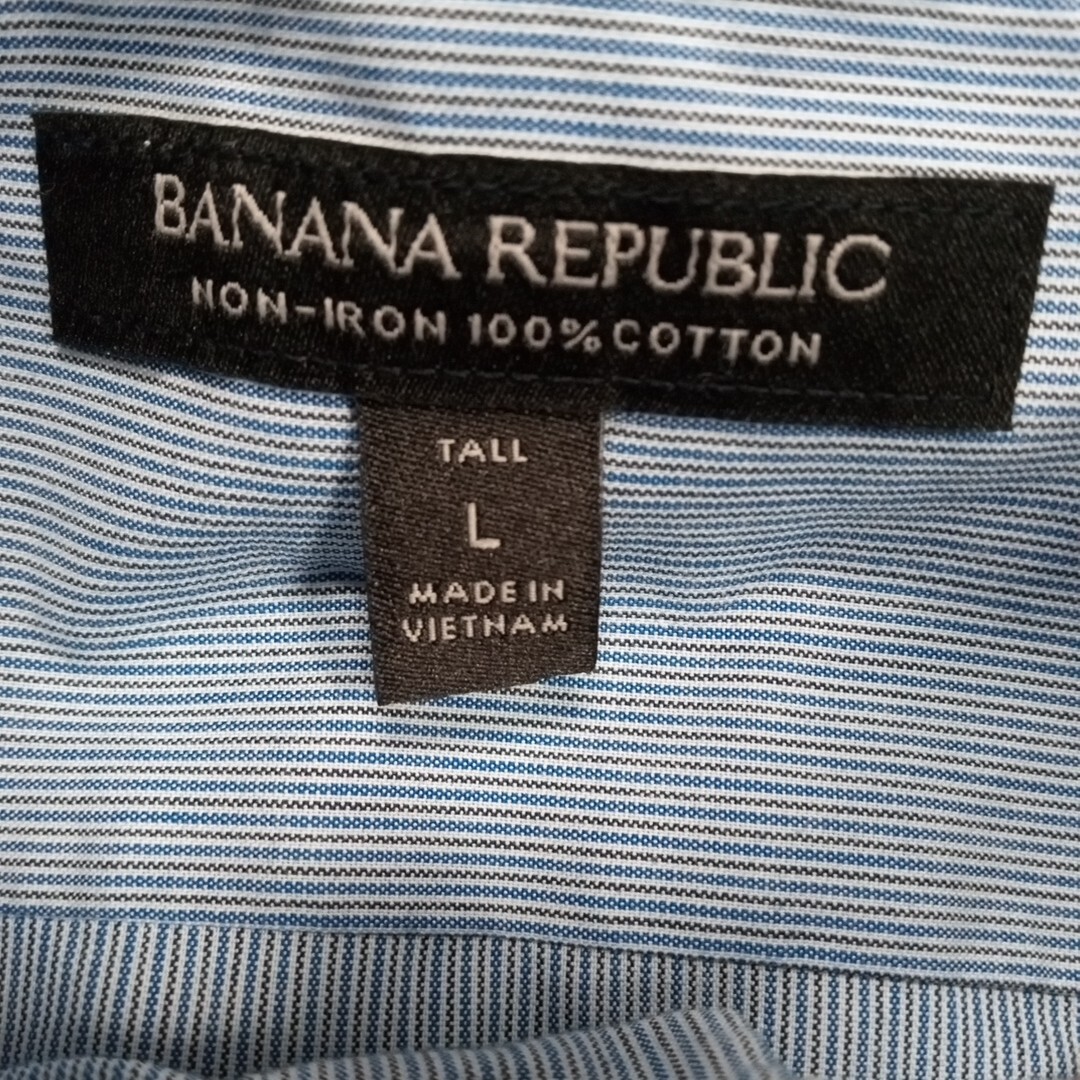 BANANA REPUBLIC
NON-IRON 100% COTTON
TALL
L
MADE IN
VIETNAM